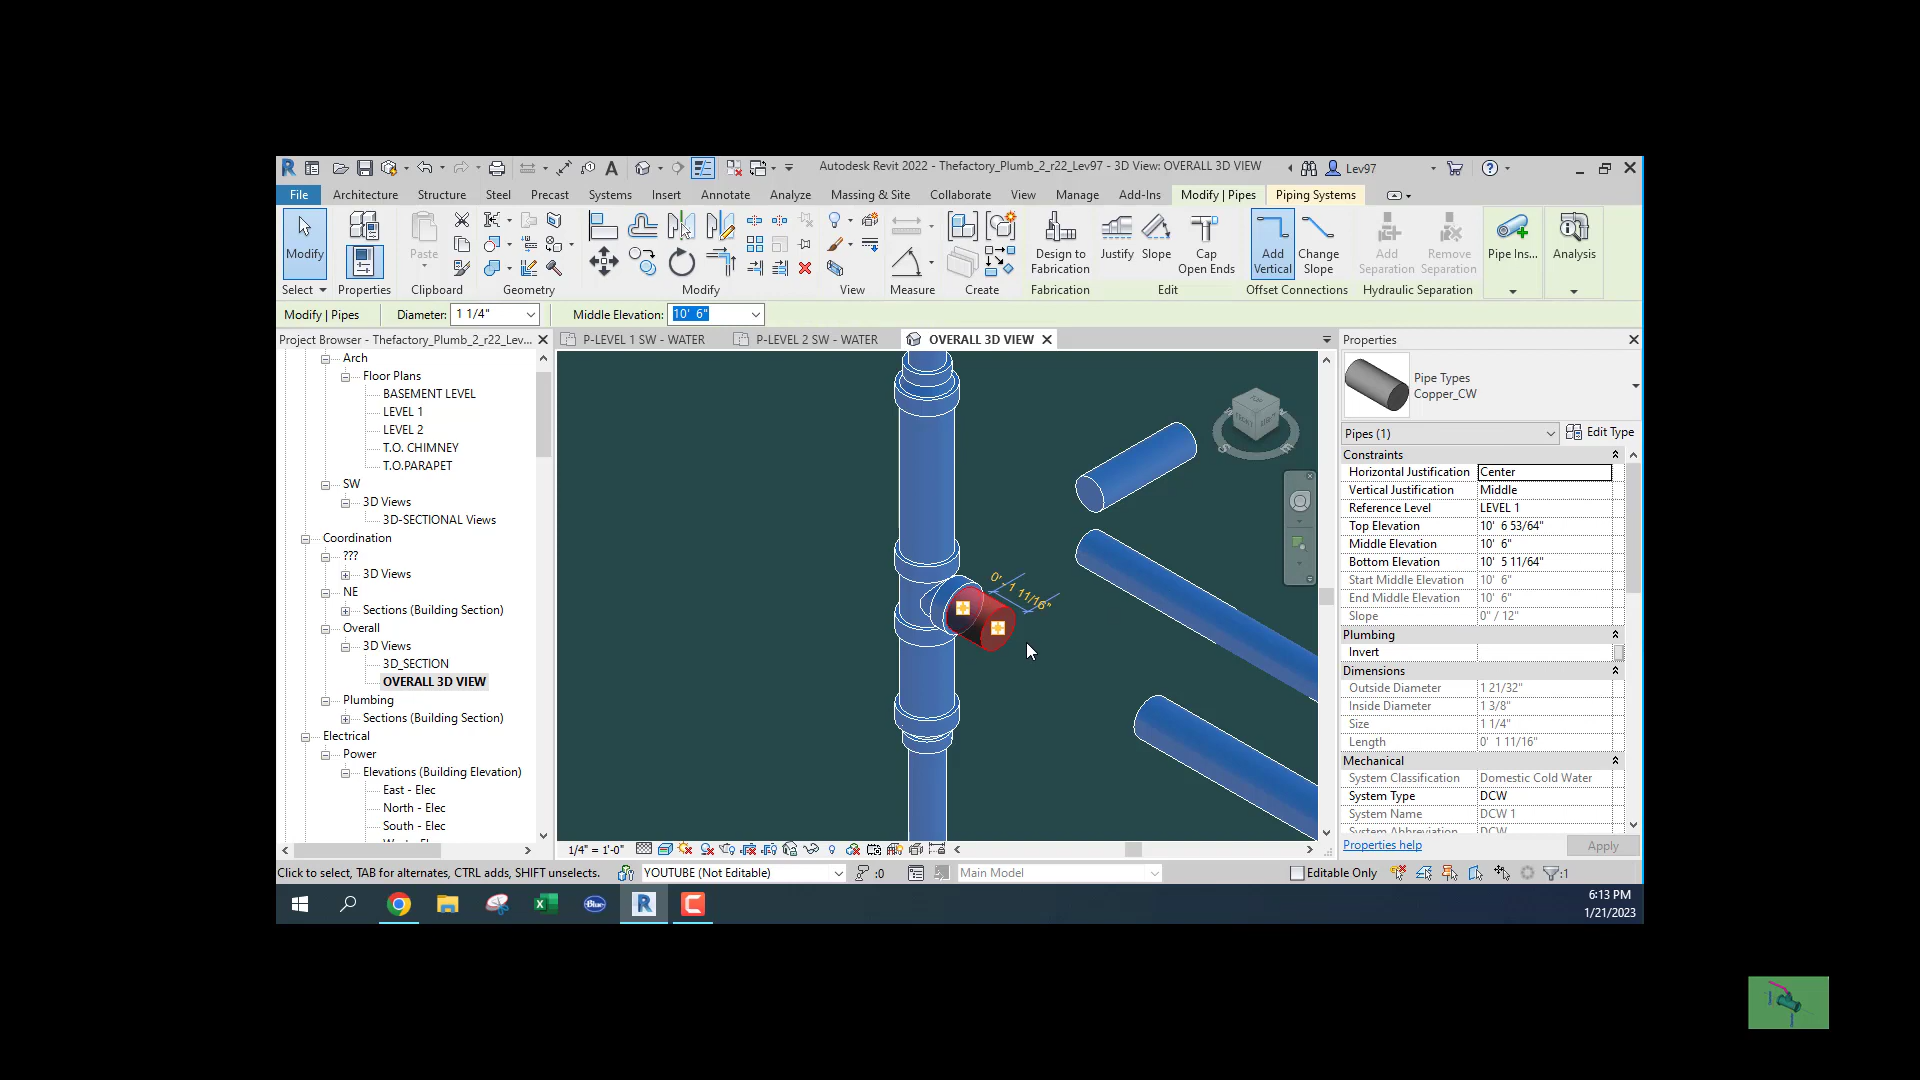 Autodesk Revit 2022 - Thefactory_Plumb_2_r22_Lev97 - 3D View: OVERALL 3D VIEW
Lev97
File Architecture Structure Steel Precast Systems Insert Annotate Analyze Massing & Site Collaborate View Manage Add-Ins Modify | Pipes Piping Systems
Modify Paste Design to Fabrication Justify Slope Cap Open Ends Add Vertical Change Slope Add Separation Remove Separation Pipe Ins... Analysis
Select Properties Clipboard Geometry Modify View Measure Create Fabrication Edit Offset Connections Hydraulic Separation
Modify | Pipes Diameter: 1 1/4" Middle Elevation: 10' 6"
Project Browser - Thefactory_Plumb_2_r22_Lev...
P-LEVEL 1 SW - WATER
P-LEVEL 2 SW - WATER
OVERALL 3D VIEW
Arch
Floor Plans
BASEMENT LEVEL
LEVEL 1
LEVEL 2
T.O. CHIMNEY
T.O.PARAPET
SW
3D Views
3D-SECTIONAL Views
Coordination
???
3D Views
NE
Sections (Building Section)
Overall
3D Views
3D_SECTION
OVERALL 3D VIEW
Plumbing
Sections (Building Section)
Electrical
Power
Elevations (Building Elevation)
East - Elec
North - Elec
South - Elec
0' - 1 11/16"
Properties
Pipe Types
Copper_CW
Pipes (1) Edit Type
Constraints
Horizontal Justification Center
Vertical Justification Middle
Reference Level LEVEL 1
Top Elevation 10' 6 53/64"
Middle Elevation 10' 6"
Bottom Elevation 10' 5 11/64"
Start Middle Elevation 10' 6"
End Middle Elevation 10' 6"
Slope 0" / 12"
Plumbing
Invert
Dimensions
Outside Diameter 1 21/32"
Inside Diameter 1 3/8"
Size 1 1/4"
Length 0' 1 11/16"
Mechanical
System Classification Domestic Cold Water
System Type DCW
System Name DCW 1
System Abbreviation DCW
Properties help Apply
1/4" = 1'-0"
Click to select, TAB for alternates, CTRL adds, SHIFT unselects. YOUTUBE (Not Editable) :0 Main Model Editable Only :1
6:13 PM
1/21/2023